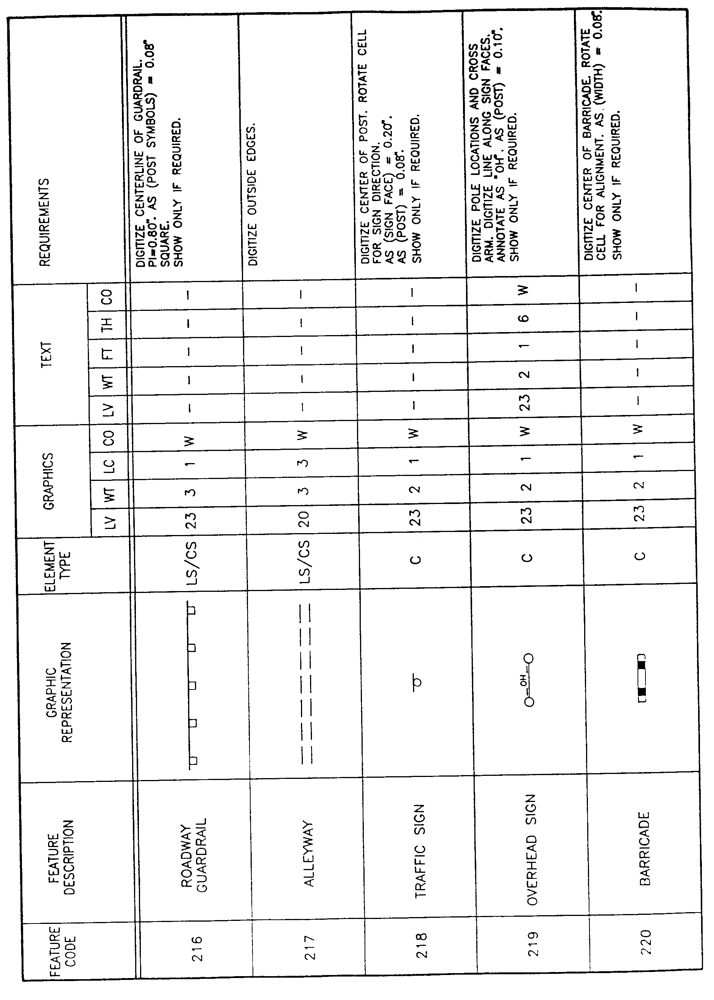 FEATURE CODE
FEATURE DESCRIPTION
GRAPHIC REPRESENTATION
ELEMENT TYPE
GRAPHICS
TEXT
REQUIREMENTS
LV WT LC CO LV WT FT TH CO
216
ROADWAY
GUARDRAIL
LS/CS 23 3 1 W – – – – –
DIGITIZE CENTERLINE OF GUARDRAIL.
PI=0.80". AS (POST SYMBOLS) = 0.08"
SQUARE.
SHOW ONLY IF REQUIRED.
217
ALLEYWAY
LS/CS 20 3 3 W – – – – –
DIGITIZE OUTSIDE EDGES.
218
TRAFFIC SIGN
C 23 2 1 W – – – – –
DIGITIZE CENTER OF POST. ROTATE CELL
FOR SIGN DIRECTION.
AS (SIGN FACE) = 0.20".
AS (POST) = 0.08".
SHOW ONLY IF REQUIRED.
219
OVERHEAD SIGN
OH
C 23 2 1 W 23 2 1 6 W
DIGITIZE POLE LOCATIONS AND CROSS
ARM. DIGITIZE LINE ALONG SIGN FACES.
ANNOTATE AS "OH". AS (POST) = 0.10".
SHOW ONLY IF REQUIRED.
220
BARRICADE
C 23 2 1 W – – – – –
DIGITIZE CENTER OF BARRICADE. ROTATE
CELL FOR ALIGNMENT. AS (WIDTH) = 0.08".
SHOW ONLY IF REQUIRED.